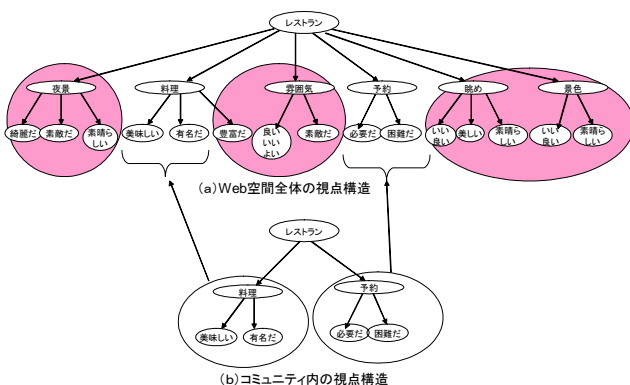 レストラン
夜景
料理
雰囲気
予約
眺め
景色
綺麗だ
素敵だ
素晴ら
しい
美味しい
有名だ
豊富だ
良い
いい
よい
素敵だ
必要だ
困難だ
いい
良い
美しい
素晴ら
しい
いい
良い
素晴ら
しい
(a)Web空間全体の視点構造
レストラン
料理
予約
美味しい
有名だ
必要だ
困難だ
(b)コミュニティ内の視点構造